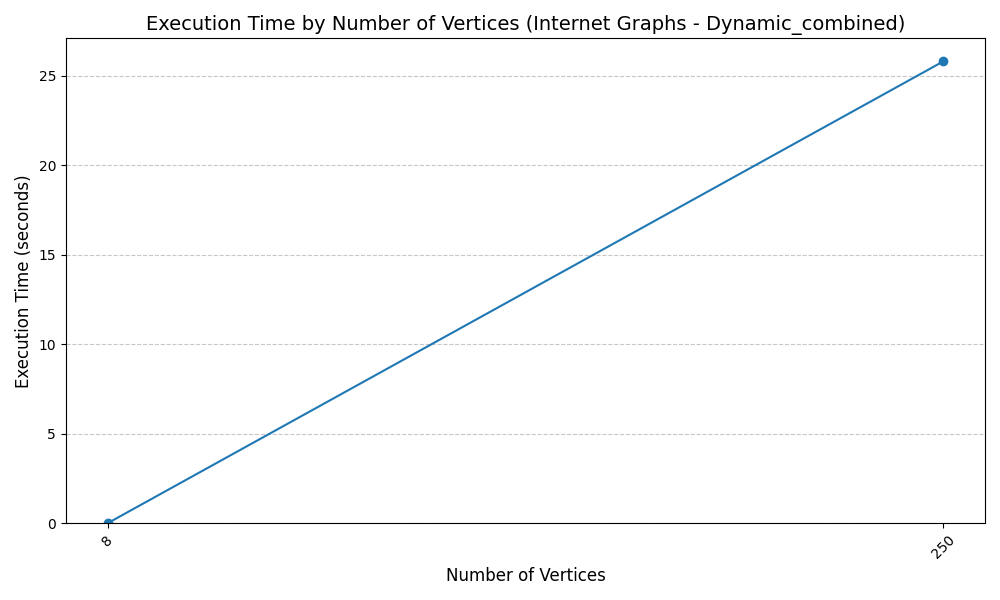 Execution Time by Number of Vertices (Internet Graphs - Dynamic_combined)
Execution Time (seconds)
25
20
15
10
5
0
8
250
Number of Vertices